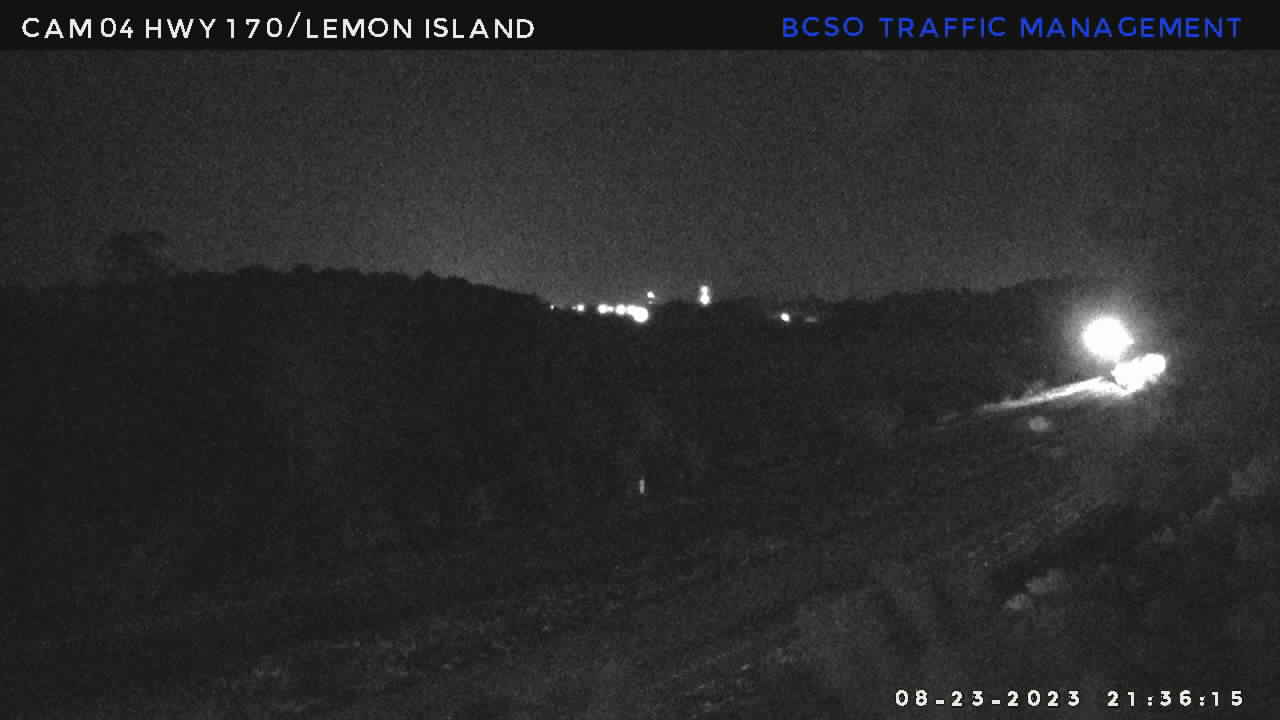 CAM 04 HWY 170/LEMON ISLAND
BCSO TRAFFIC MANAGEMENT
08-23-2023 21:36:15